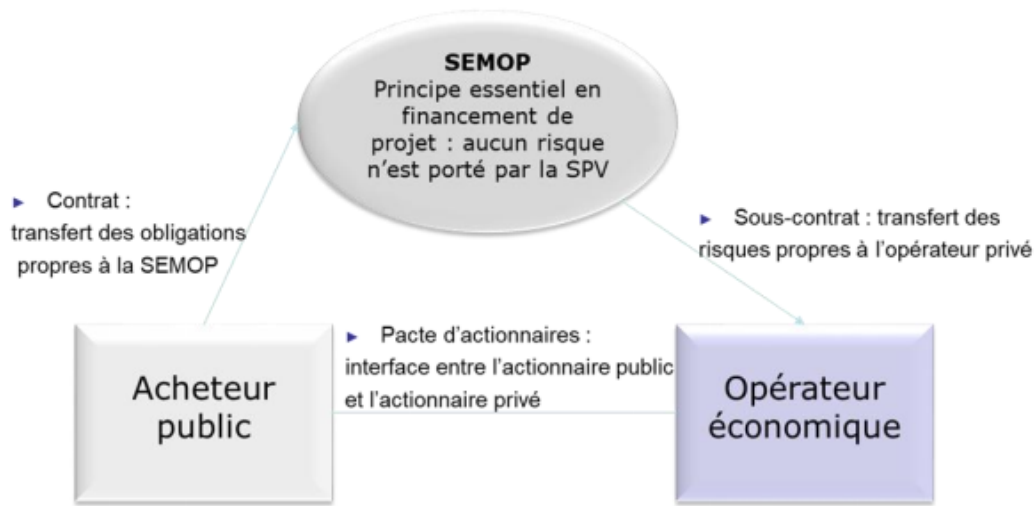 SEMOP
Principe essentiel en
financement de
projet : aucun risque
n'est porté par la SPV
► Contrat :
transfert des obligations
propres à la SEMOP
► Sous-contrat : transfert des
risques propres à l'opérateur privé
► Pacte d'actionnaires :
interface entre l'actionnaire public
et l'actionnaire privé
Acheteur
public
Opérateur
économique